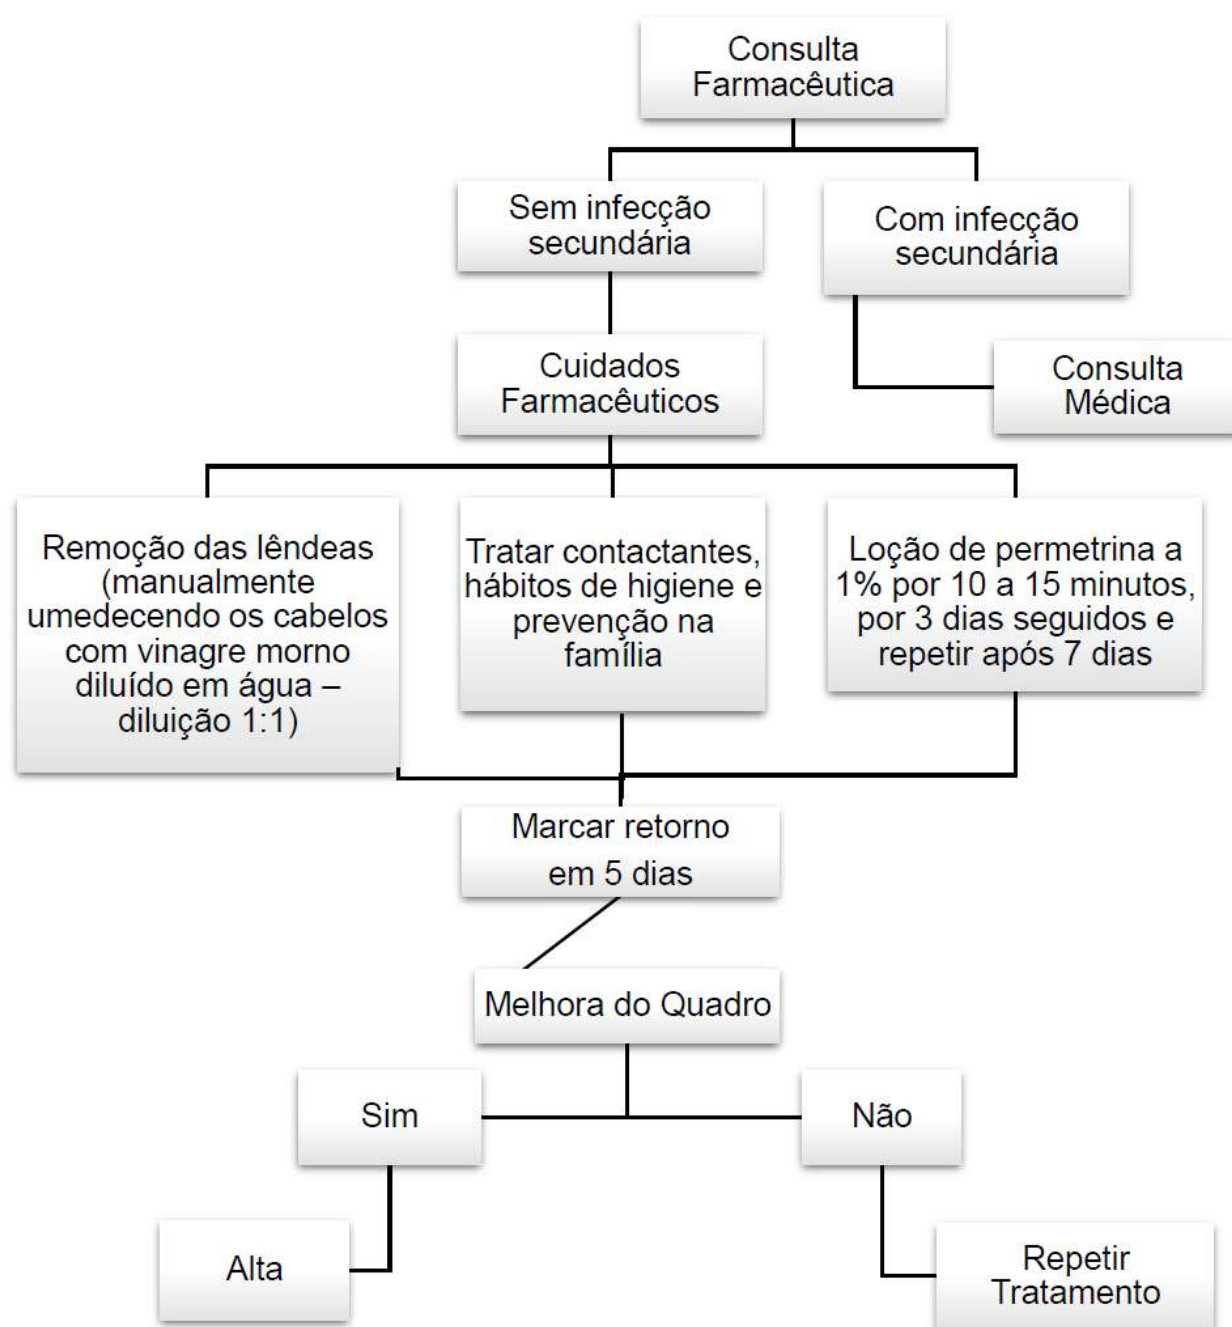 Consulta
Farmacêutica
Sem infecção
secundária
Com infecção
secundária
Cuidados
Farmacêuticos
Consulta
Médica
Remoção das lêndeas
(manualmente
umedecendo os cabelos
com vinagre morno
diluído em água –
diluição 1:1)
Tratar contactantes,
hábitos de higiene e
prevenção na
família
Loção de permetrina a
1% por 10 a 15 minutos,
por 3 dias seguidos e
repetir após 7 dias
Marcar retorno
em 5 dias
Melhora do Quadro
Sim
Não
Alta
Repetir
Tratamento